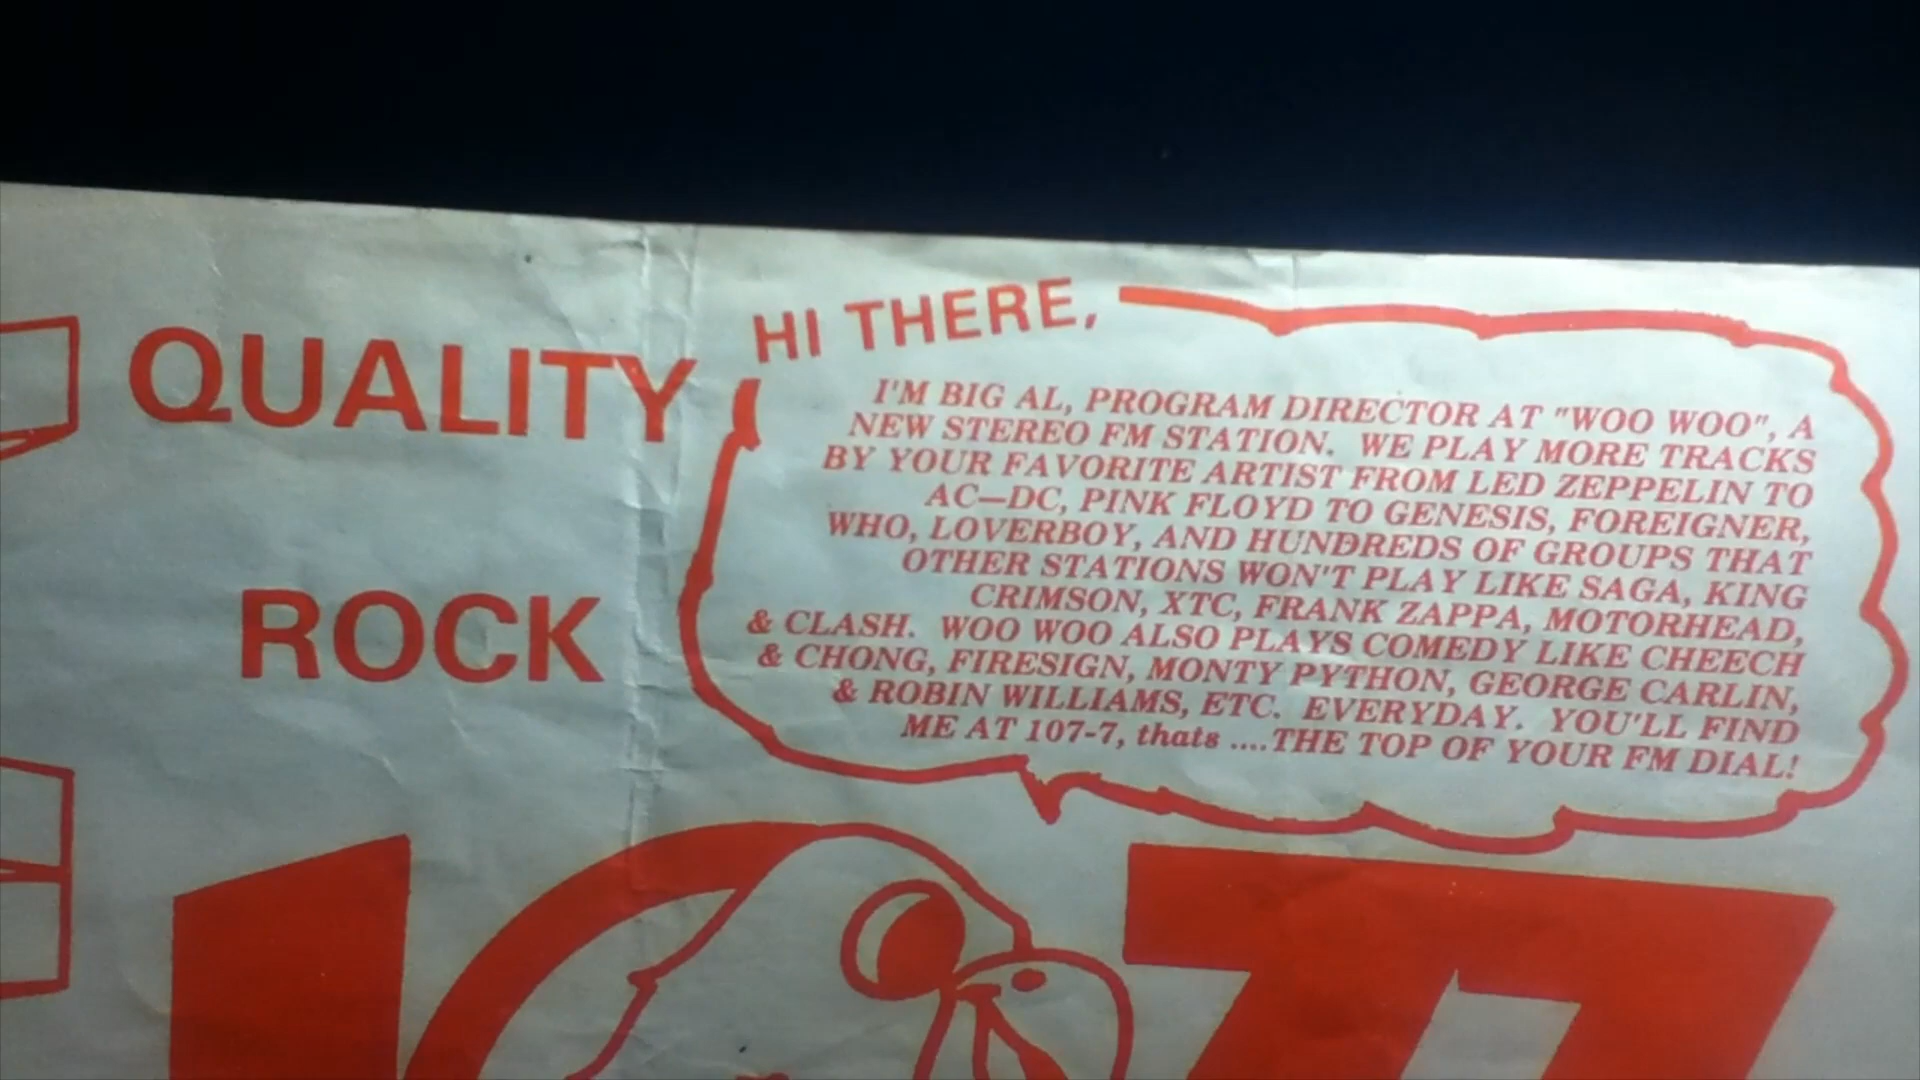 QUALITY
ROCK
HI THERE,
I'M BIG AL, PROGRAM DIRECTOR AT "WOO WOO", A
NEW STEREO FM STATION. WE PLAY MORE TRACKS
BY YOUR FAVORITE ARTIST FROM LED ZEPPELIN TO
AC—DC, PINK FLOYD TO GENESIS, FOREIGNER,
WHO, LOVERBOY, AND HUNDREDS OF GROUPS THAT
OTHER STATIONS WON'T PLAY LIKE SAGA, KING
CRIMSON, XTC, FRANK ZAPPA, MOTORHEAD,
& CLASH. WOO WOO ALSO PLAYS COMEDY LIKE CHEECH
& CHONG, FIRESIGN, MONTY PYTHON, GEORGE CARLIN,
& ROBIN WILLIAMS, ETC. EVERYDAY. YOU'LL FIND
ME AT 107-7, thats ....THE TOP OF YOUR FM DIAL!